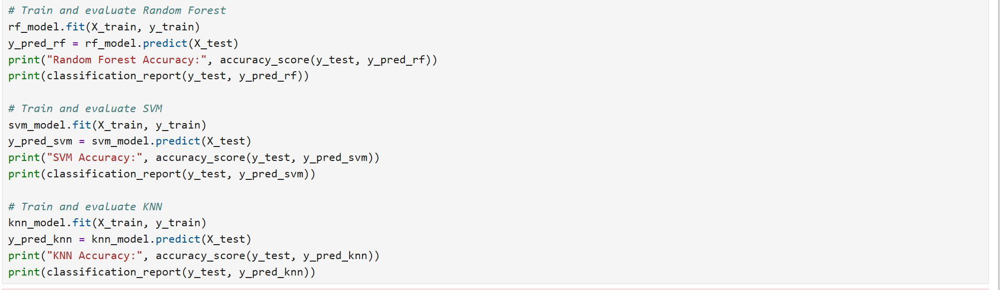 # Train and evaluate Random Forest
rf_model.fit(X_train, y_train)
y_pred_rf = rf_model.predict(X_test)
print("Random Forest Accuracy:", accuracy_score(y_test, y_pred_rf))
print(classification_report(y_test, y_pred_rf))
# Train and evaluate SVM
svm_model.fit(X_train, y_train)
y_pred_svm = svm_model.predict(X_test)
print("SVM Accuracy:", accuracy_score(y_test, y_pred_svm))
print(classification_report(y_test, y_pred_svm))
# Train and evaluate KNN
knn_model.fit(X_train, y_train)
y_pred_knn = knn_model.predict(X_test)
print("KNN Accuracy:", accuracy_score(y_test, y_pred_knn))
print(classification_report(y_test, y_pred_knn))